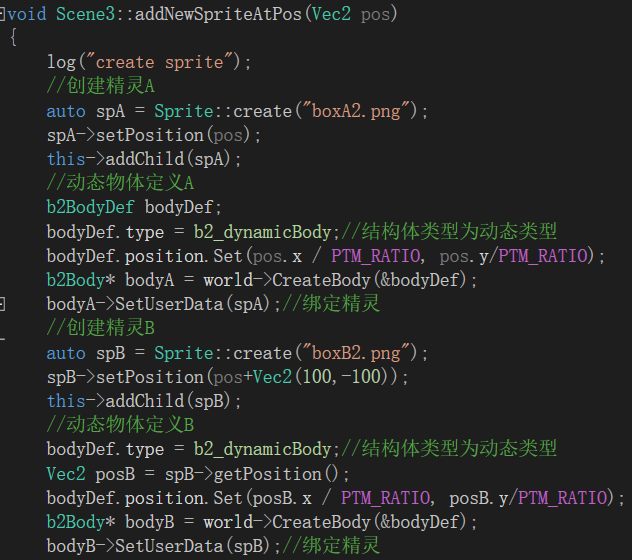 void Scene3::addNewSpriteAtPos(Vec2 pos)
{
log("create sprite");
//创建精灵A
auto spA = Sprite::create("boxA2.png");
spA->setPosition(pos);
this->addChild(spA);
//动态物体定义A
b2BodyDef bodyDef;
bodyDef.type = b2_dynamicBody;//结构体类型为动态类型
bodyDef.position.Set(pos.x / PTM_RATIO, pos.y/PTM_RATIO);
b2Body* bodyA = world->CreateBody(&bodyDef);
bodyA->SetUserData(spA);//绑定精灵
//创建精灵B
auto spB = Sprite::create("boxB2.png");
spB->setPosition(pos+Vec2(100,-100));
this->addChild(spB);
//动态物体定义B
bodyDef.type = b2_dynamicBody;//结构体类型为动态类型
Vec2 posB = spB->getPosition();
bodyDef.position.Set(posB.x / PTM_RATIO, posB.y/PTM_RATIO);
b2Body* bodyB = world->CreateBody(&bodyDef);
bodyB->SetUserData(spB);//绑定精灵